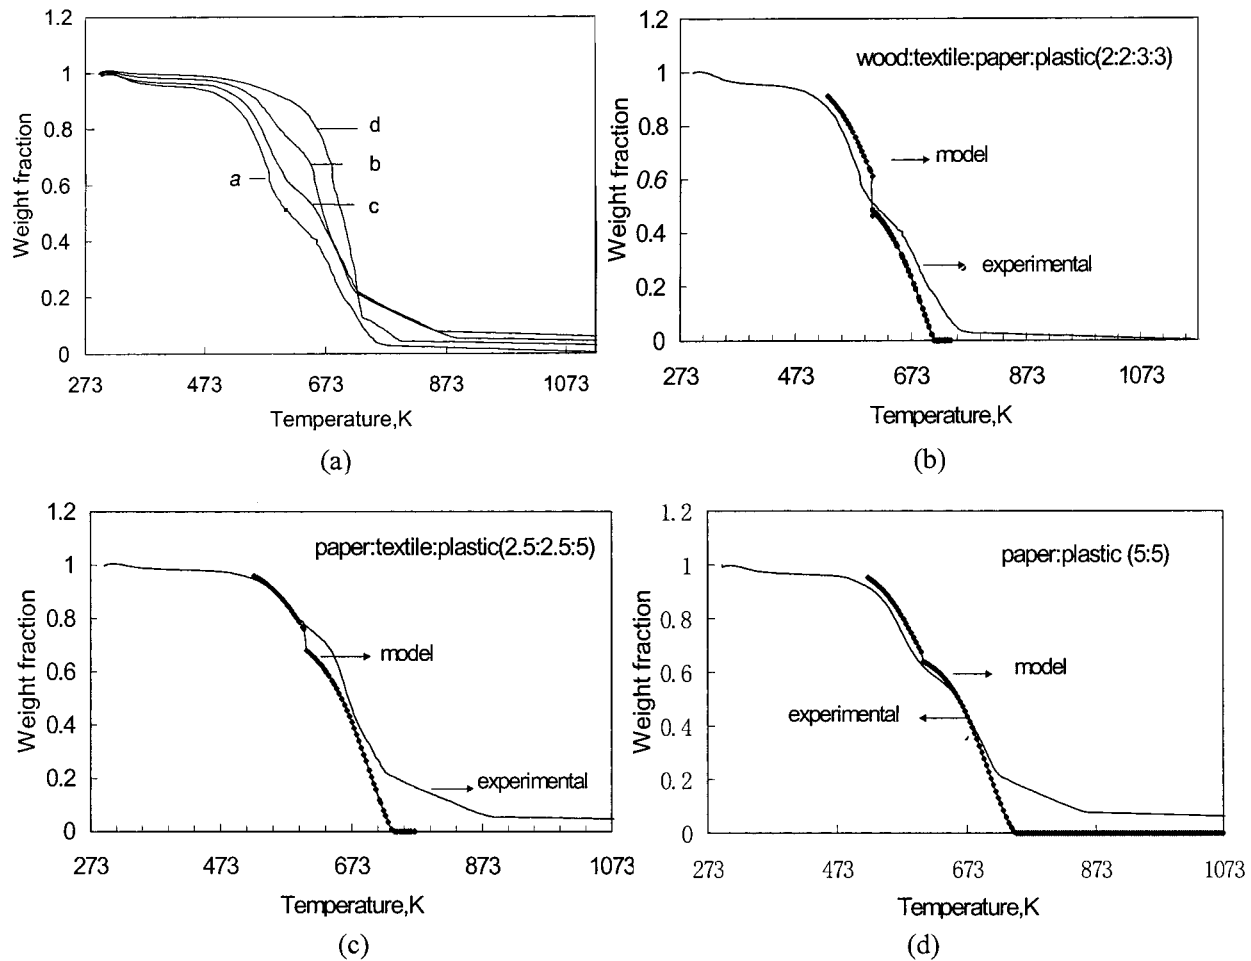 1.2
1
0.8
0.6
0.4
0.2
0
Weight fraction
a
d
b
c
273 473 673 873 1073
Temperature,K
(a)
1.2
1
0.8
0.6
0.4
0.2
0
Weight fraction
wood:textile:paper:plastic(2:2:3:3)
model
experimental
273 473 673 873 1073
Temperature,K
(b)
1.2
1
0.8
0.6
0.4
0.2
0
Weight fraction
paper:textile:plastic(2.5:2.5:5)
model
experimental
273 473 673 873 1073
Temperature,K
(c)
1.2
1
0.8
0.6
0.4
0.2
0
Weight fraction
paper:plastic (5:5)
model
experimental
273 473 673 873 1073
Temperature,K
(d)